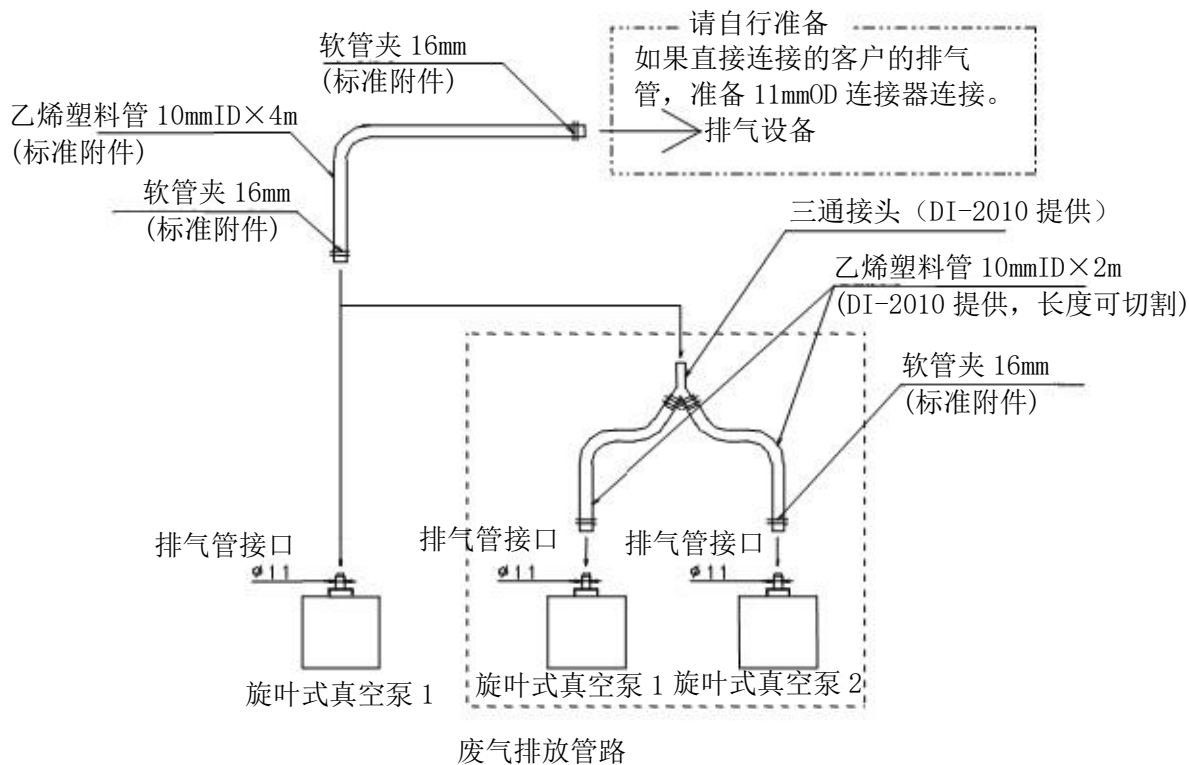 请自行准备
如果直接连接的客户的排气
管，准备 11mmOD 连接器连接。
排气设备
软管夹 16mm
(标准附件)
乙烯塑料管 10mmID×4m
(标准附件)
软管夹 16mm
(标准附件)
三通接头（DI-2010 提供）
乙烯塑料管 10mmID×2m
(DI-2010 提供，长度可切割)
软管夹 16mm
(标准附件)
排气管接口
ø11
旋叶式真空泵 1
排气管接口
ø11
旋叶式真空泵 1
排气管接口
ø11
旋叶式真空泵 2
废气排放管路